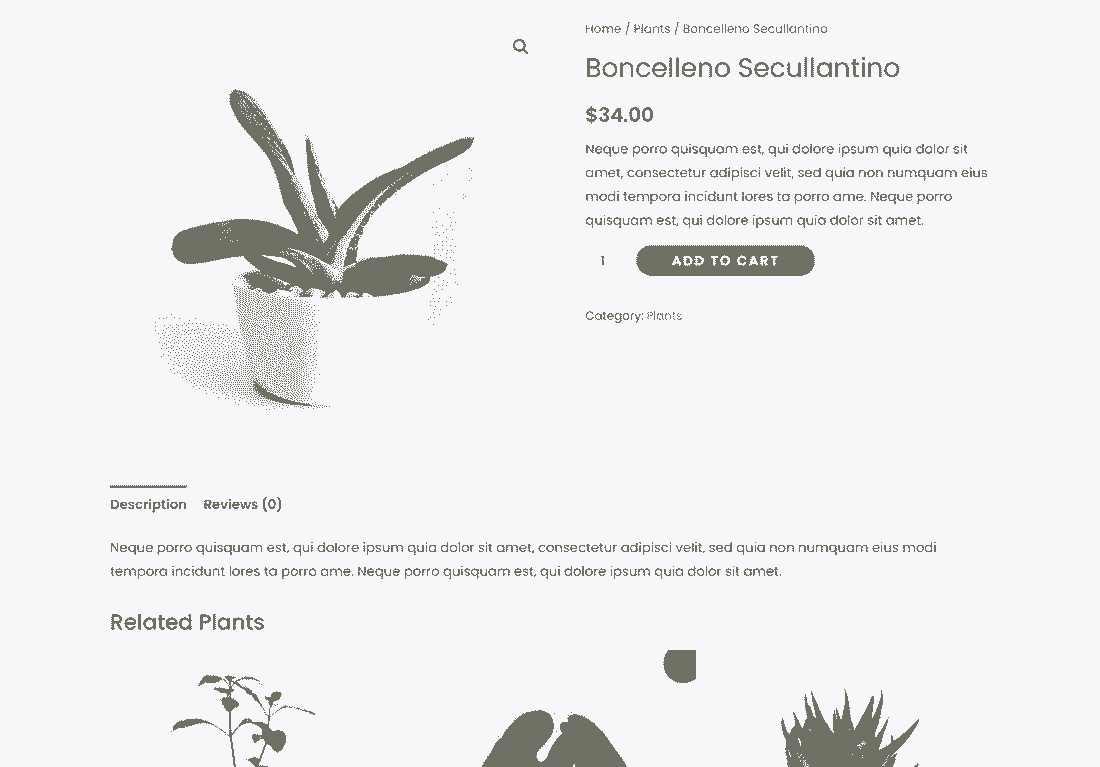 Home / Plants / Boncelleno Secullantino
Boncelleno Secullantino
$34.00
Neque porro quisquam est, qui dolore ipsum quia dolor sit
amet, consectetur adipisci velit, sed quia non numquam eius
modi tempora incidunt lores ta porro ame. Neque porro
quisquam est, qui dolore ipsum quia dolor sit amet.
1 ADD TO CART
Category: Plants
Description Reviews (0)
Neque porro quisquam est, qui dolore ipsum quia dolor sit amet, consectetur adipisci velit, sed quia non numquam eius modi
tempora incidunt lores ta porro ame. Neque porro quisquam est, qui dolore ipsum quia dolor sit amet.
Related Plants